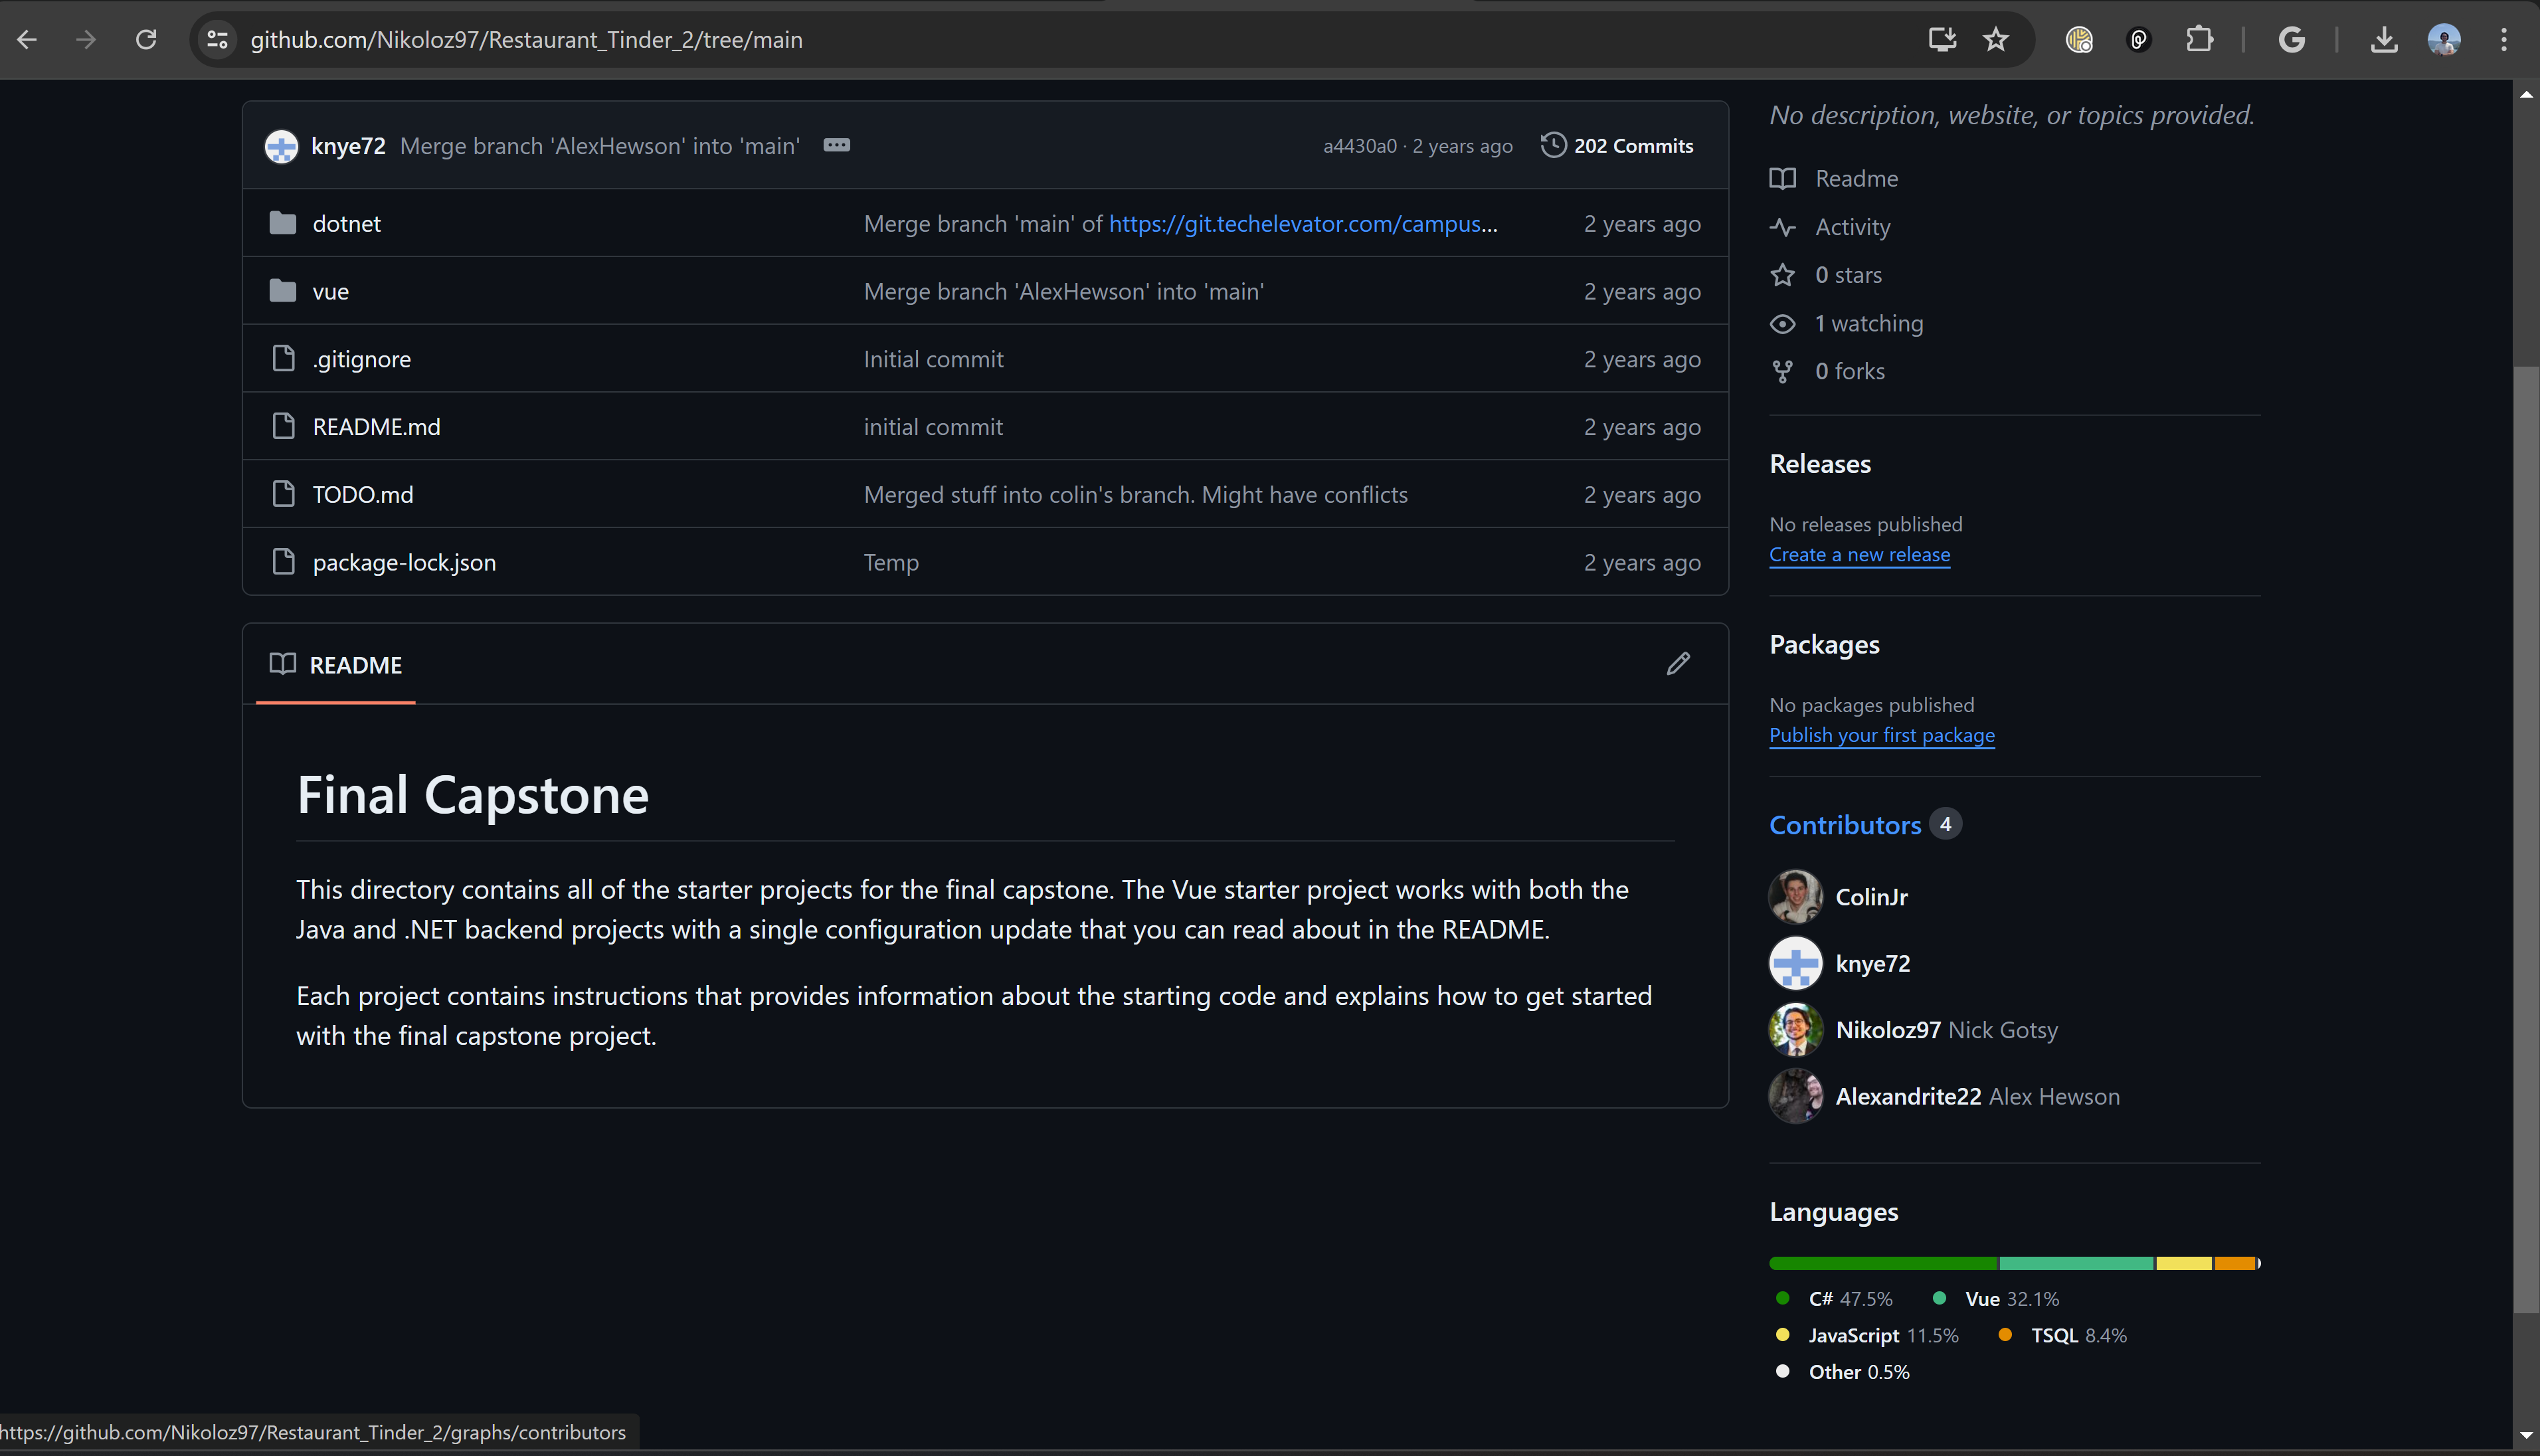 github.com/Nikoloz97/Restaurant_Tinder_2/tree/main
knye72 Merge branch 'AlexHewson' into 'main'
a4430a0 · 2 years ago
202 Commits
dotnet Merge branch 'main' of https://git.techelevator.com/campus... 2 years ago
vue Merge branch 'AlexHewson' into 'main' 2 years ago
.gitignore Initial commit 2 years ago
README.md initial commit 2 years ago
TODO.md Merged stuff into colin's branch. Might have conflicts 2 years ago
package-lock.json Temp 2 years ago
README
Final Capstone
This directory contains all of the starter projects for the final capstone. The Vue starter project works with both the
Java and .NET backend projects with a single configuration update that you can read about in the README.
Each project contains instructions that provides information about the starting code and explains how to get started
with the final capstone project.
No description, website, or topics provided.
Readme
Activity
0 stars
1 watching
0 forks
Releases
No releases published
Create a new release
Packages
No packages published
Publish your first package
Contributors 4
ColinJr
knye72
Nikoloz97 Nick Gotsy
Alexandrite22 Alex Hewson
Languages
C# 47.5% Vue 32.1%
JavaScript 11.5% TSQL 8.4%
Other 0.5%
https://github.com/Nikoloz97/Restaurant_Tinder_2/graphs/contributors